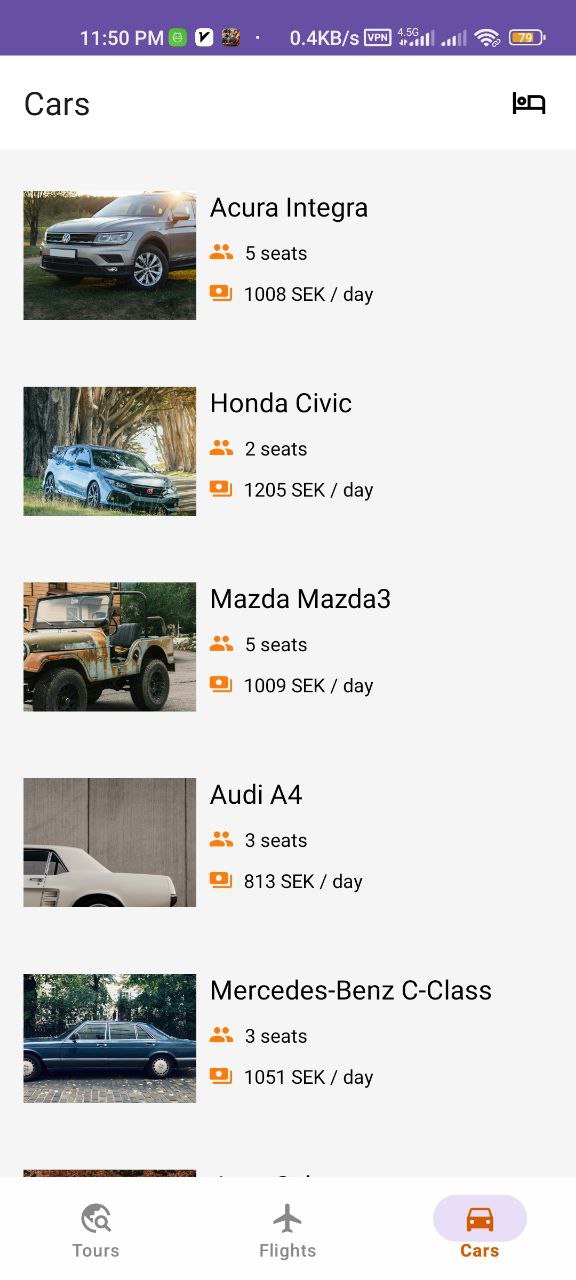 11:50 PM 0.4KB/s VPN 4.5G 79
Cars
Acura Integra
5 seats
1008 SEK / day
Honda Civic
2 seats
1205 SEK / day
Mazda Mazda3
5 seats
1009 SEK / day
Audi A4
3 seats
813 SEK / day
Mercedes-Benz C-Class
3 seats
1051 SEK / day
Tours
Flights
Cars